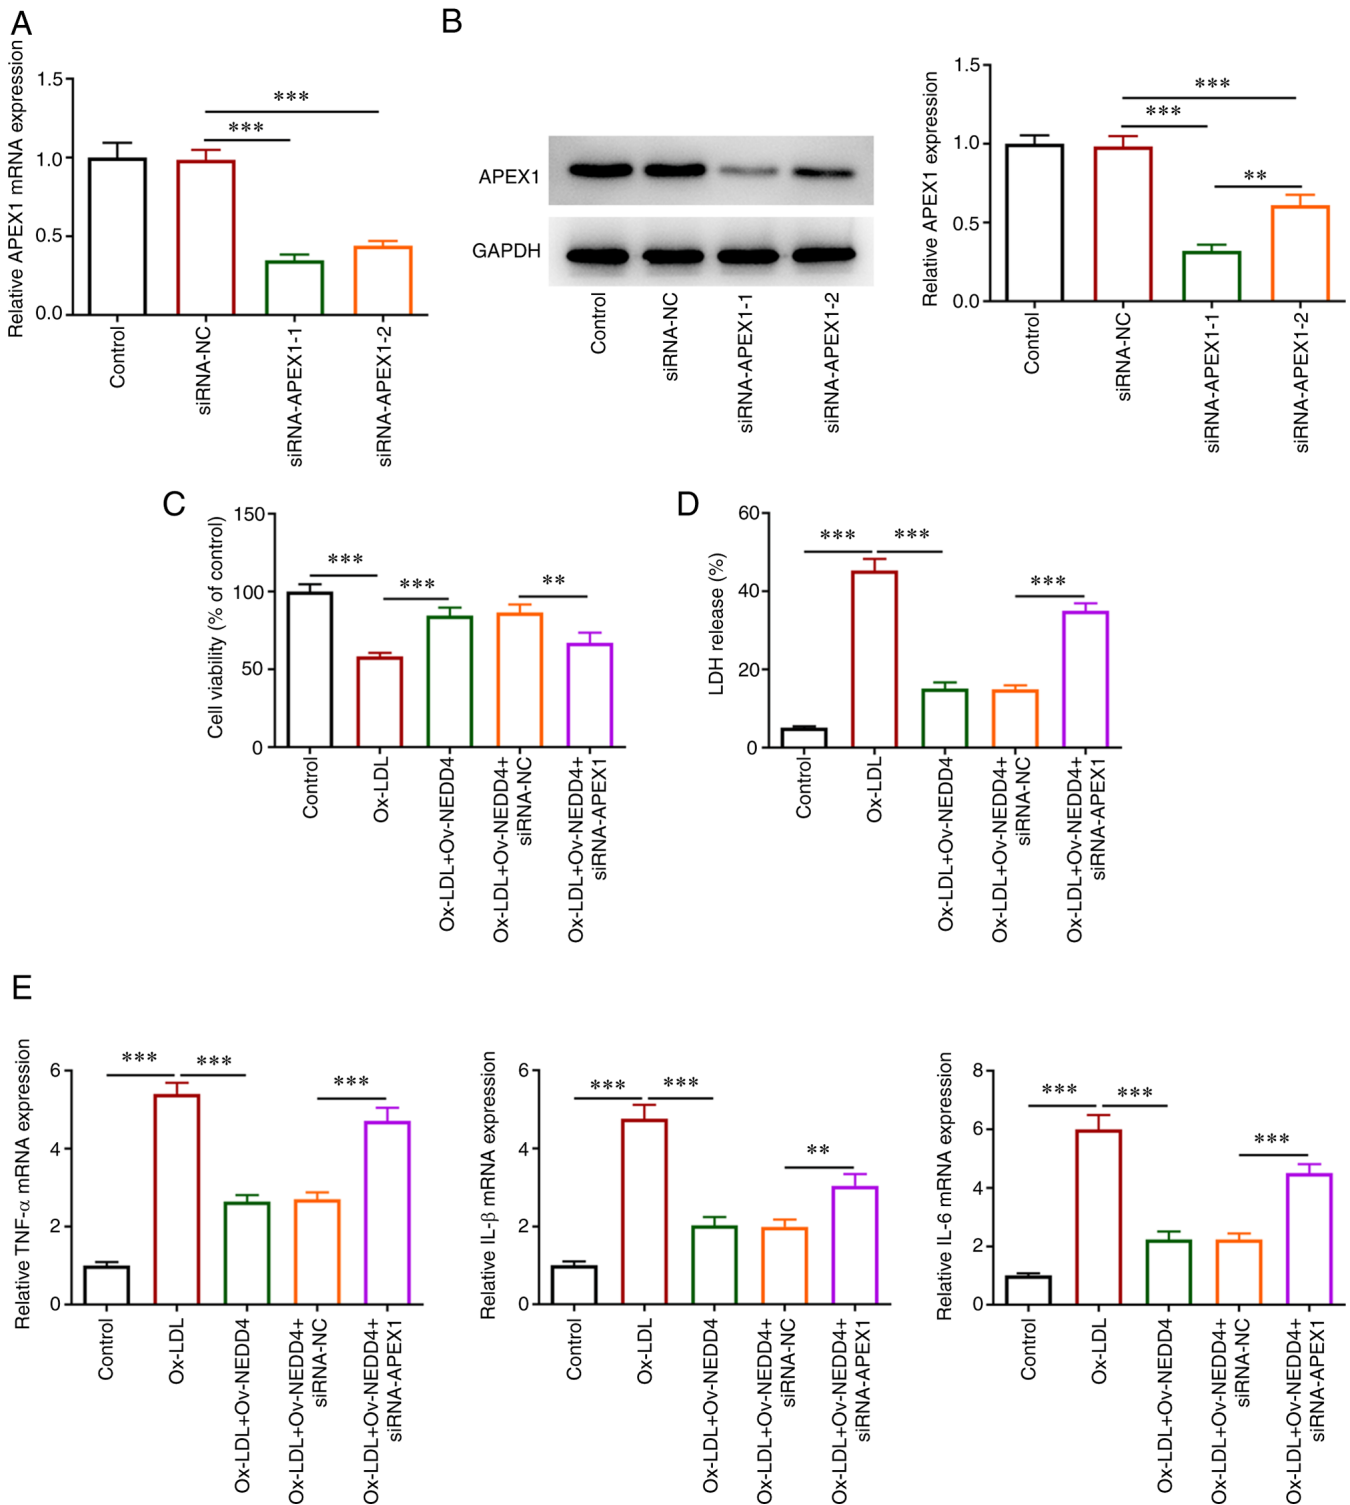 A
Relative APEX1 mRNA expression
1.5
1.0
0.5
0.0
***
***
Control
siRNA-NC
siRNA-APEX1-1
siRNA-APEX1-2
B
APEX1
GAPDH
Control
siRNA-NC
siRNA-APEX1-1
siRNA-APEX1-2
Relative APEX1 expression
1.5
1.0
0.5
0.0
***
***
**
Control
siRNA-NC
siRNA-APEX1-1
siRNA-APEX1-2
C
Cell viability (% of control)
150
100
50
0
***
***
**
Control
Ox-LDL
Ox-LDL+Ov-NEDD4
Ox-LDL+Ov-NEDD4+
siRNA-NC
Ox-LDL+Ov-NEDD4+
siRNA-APEX1
D
LDH release (%)
60
40
20
0
***
***
***
Control
Ox-LDL
Ox-LDL+Ov-NEDD4
Ox-LDL+Ov-NEDD4+
siRNA-NC
Ox-LDL+Ov-NEDD4+
siRNA-APEX1
E
Relative TNF-α mRNA expression
6
4
2
0
***
***
***
Control
Ox-LDL
Ox-LDL+Ov-NEDD4
Ox-LDL+Ov-NEDD4+
siRNA-NC
Ox-LDL+Ov-NEDD4+
siRNA-APEX1
Relative IL-β mRNA expression
6
4
2
0
***
***
**
Control
Ox-LDL
Ox-LDL+Ov-NEDD4
Ox-LDL+Ov-NEDD4+
siRNA-NC
Ox-LDL+Ov-NEDD4+
siRNA-APEX1
Relative IL-6 mRNA expression
8
6
4
2
0
***
***
***
Control
Ox-LDL
Ox-LDL+Ov-NEDD4
Ox-LDL+Ov-NEDD4+
siRNA-NC
Ox-LDL+Ov-NEDD4+
siRNA-APEX1